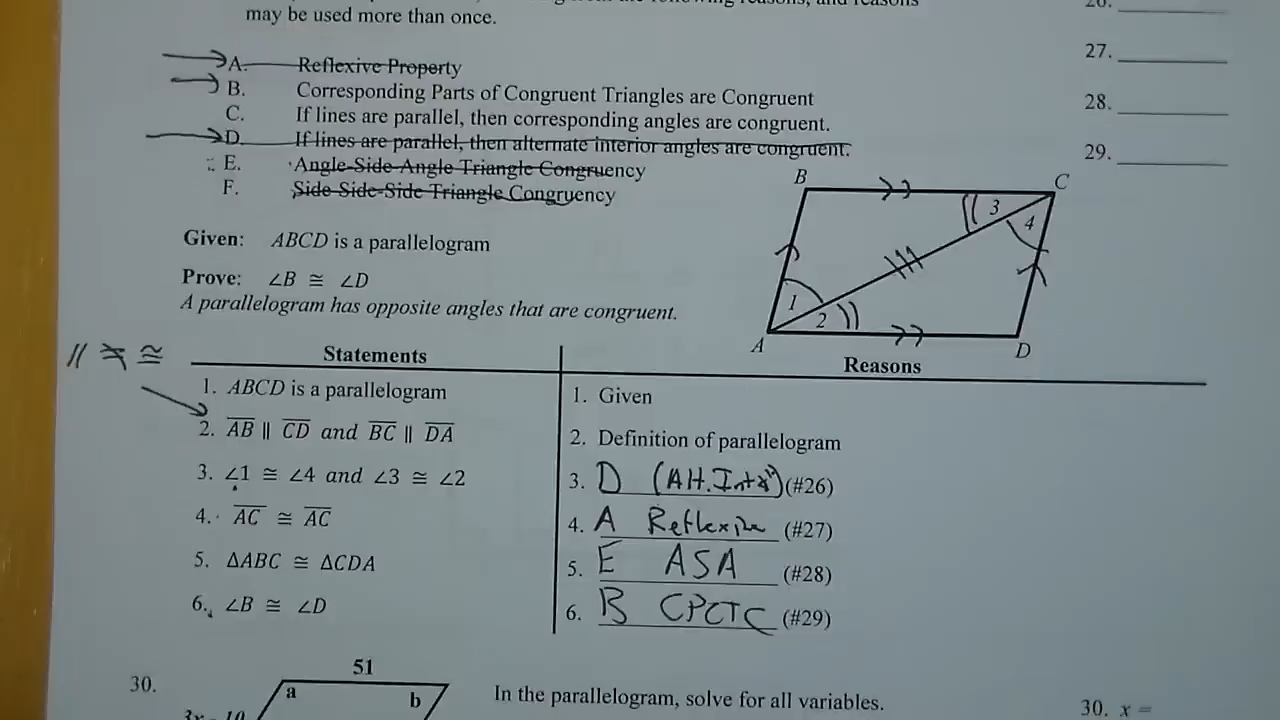 may be used more than once.
A. Reflexive Property
B. Corresponding Parts of Congruent Triangles are Congruent
C. If lines are parallel, then corresponding angles are congruent.
D. If lines are parallel, then alternate interior angles are congruent.
E. Angle-Side-Angle Triangle Congruency
F. Side-Side-Side Triangle Congruency
27.
28.
29.
Given: ABCD is a parallelogram
Prove: ∠B ≅ ∠D
A parallelogram has opposite angles that are congruent.
B
C
3
4
1
2
A
D
Statements
Reasons
1. ABCD is a parallelogram
1. Given
2. AB ∥ CD and BC ∥ DA
2. Definition of parallelogram
3. ∠1 ≅ ∠4 and ∠3 ≅ ∠2
3. D (Alt. Int (#26)
4. AC ≅ AC
4. A Reflexive (#27)
5. ΔABC ≅ ΔCDA
5. E ASA (#28)
6. ∠B ≅ ∠D
6. B CPCTC (#29)
30.
51
a
b
In the parallelogram, solve for all variables.
30. x =